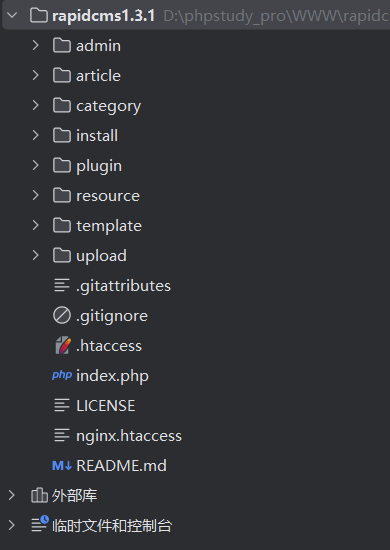 rapidcms1.3.1 D:\phpstudy_pro\WWW\rapidc
admin
article
category
install
plugin
resource
template
upload
.gitattributes
.gitignore
.htaccess
php index.php
LICENSE
nginx.htaccess
M↓ README.md
外部库
临时文件和控制台